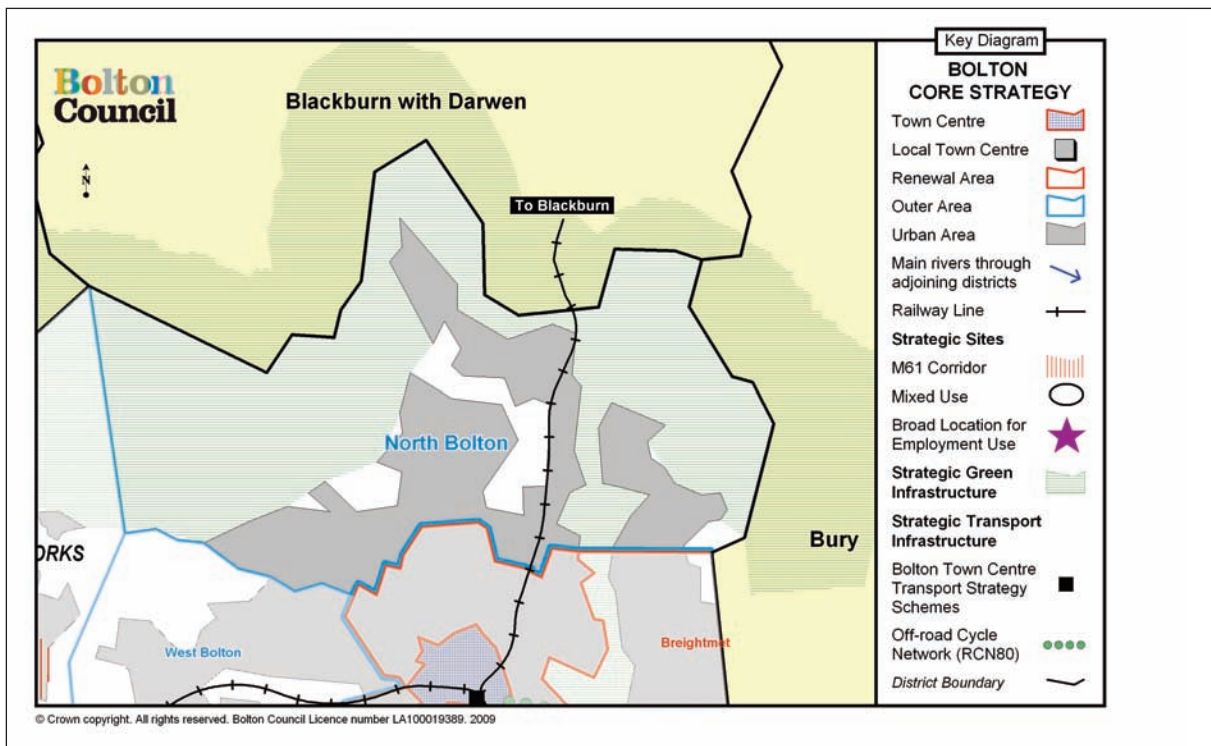 Key Diagram
Bolton
Council
Blackburn with Darwen
N
To Blackburn
North Bolton
ORKS
Bury
West Bolton
Breightmet
BOLTON
CORE STRATEGY
Town Centre
Local Town Centre
Renewal Area
Outer Area
Urban Area
Main rivers through
adjoining districts
Railway Line
Strategic Sites
M61 Corridor
Mixed Use
Broad Location for
Employment Use
Strategic Green
Infrastructure
Strategic Transport
Infrastructure
Bolton Town Centre
Transport Strategy
Schemes
Off-road Cycle
Network (RCN80)
District Boundary
© Crown copyright. All rights reserved. Bolton Council Licence number LA100019389. 2009